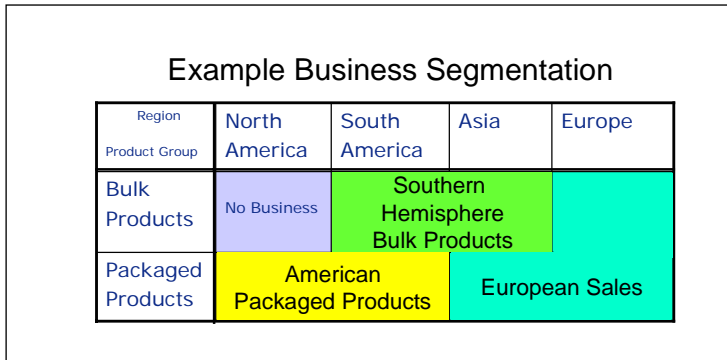 Example Business Segmentation
Region
Product Group
North
America
South
America
Asia
Europe
Bulk
Products
No Business
Southern
Hemisphere
Bulk Products
Packaged
Products
American
Packaged Products
European Sales